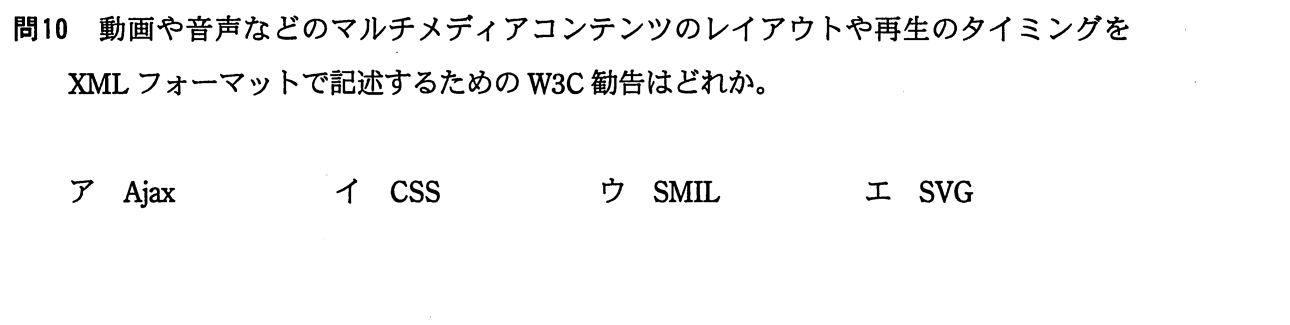 問10 動画や音声などのマルチメディアコンテンツのレイアウトや再生のタイミングを
XML フォーマットで記述するための W3C 勧告はどれか。
ア Ajax イ CSS ウ SMIL エ SVG